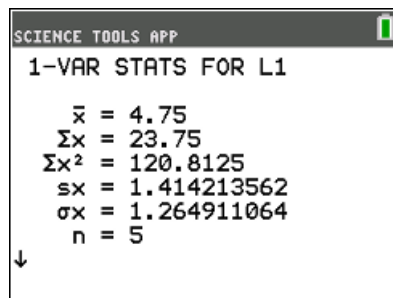 SCIENCE TOOLS APP
1-VAR STATS FOR L1
x̄ = 4.75
Σx = 23.75
Σx² = 120.8125
sx = 1.414213562
σx = 1.264911064
n = 5
↓